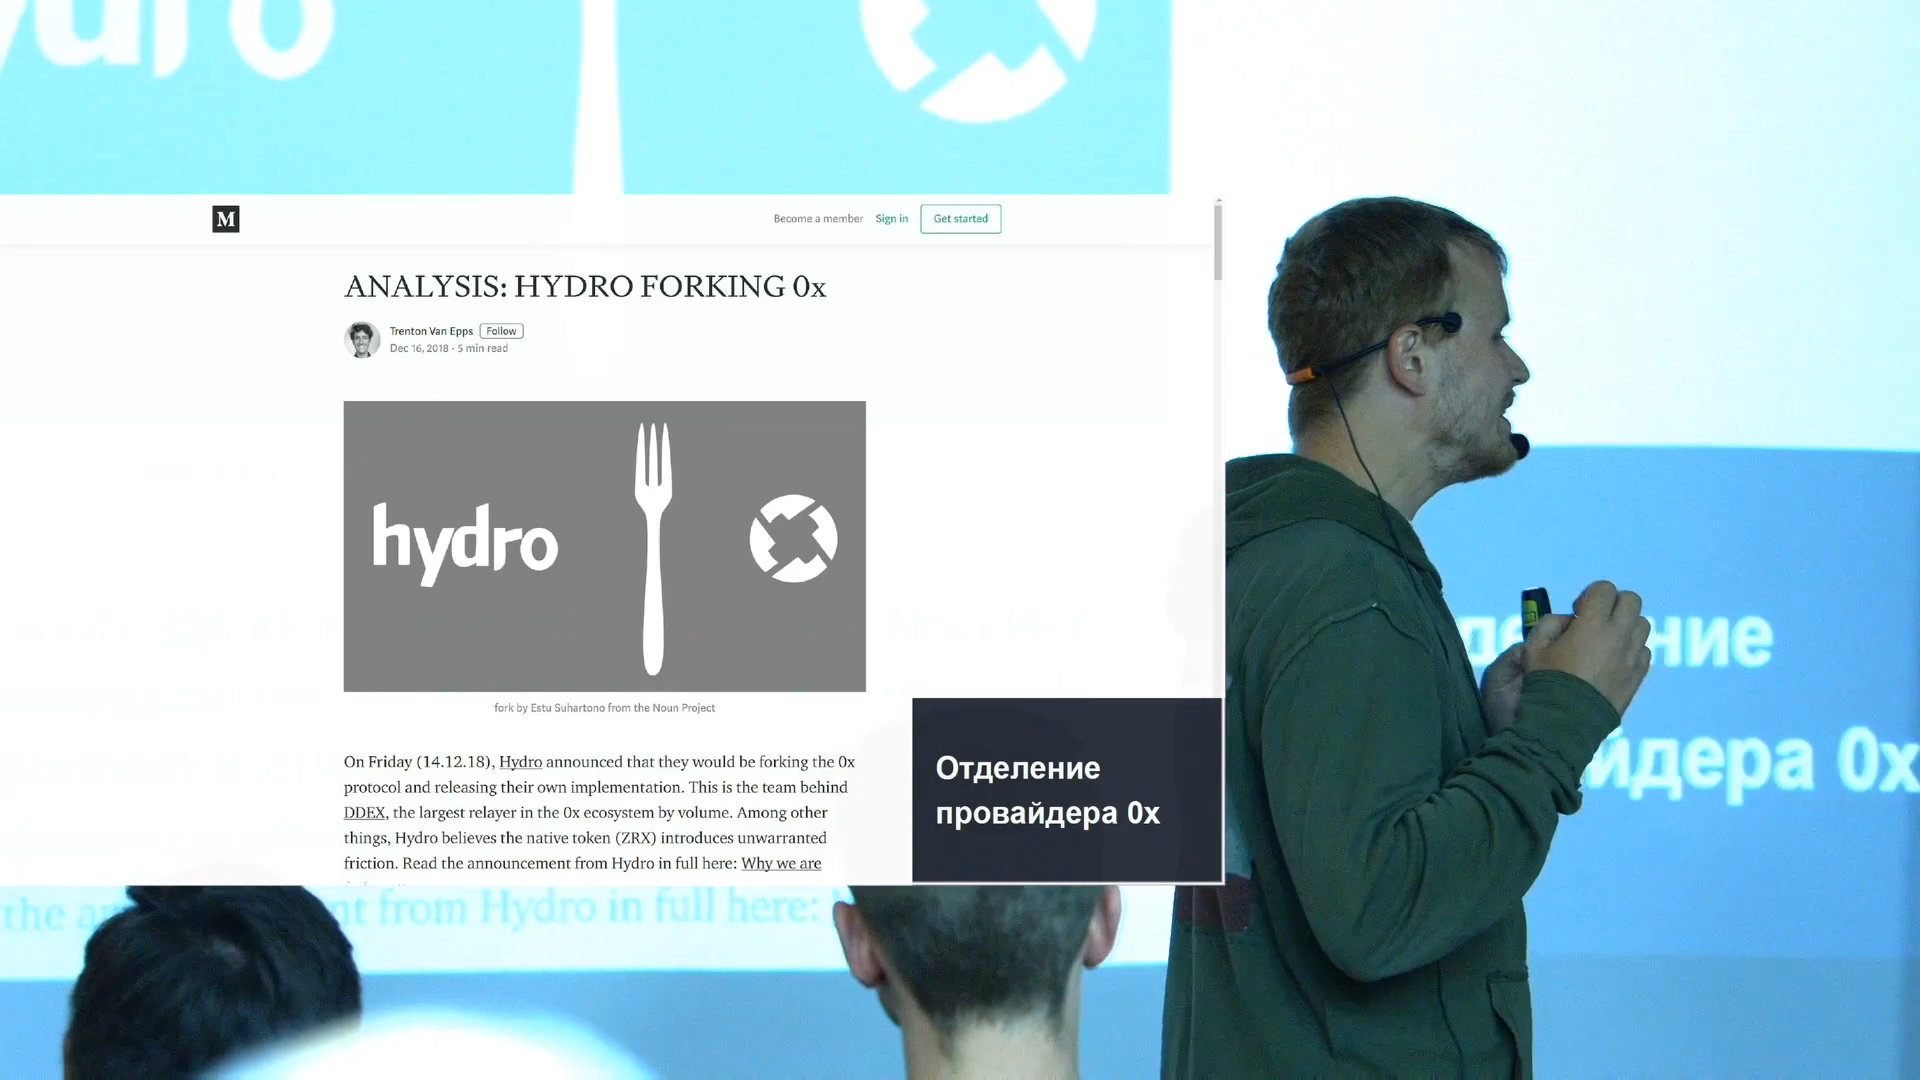 ydro
M
Become a member Sign in Get started
ANALYSIS: HYDRO FORKING 0x
Trenton Van Epps Follow
Dec 16, 2018 · 5 min read
hydro
fork by Estu Suhartono from the Noun Project
On Friday (14.12.18), Hydro announced that they would be forking the 0x
protocol and releasing their own implementation. This is the team behind
DDEX, the largest relayer in the 0x ecosystem by volume. Among other
things, Hydro believes the native token (ZRX) introduces unwarranted
friction. Read the announcement from Hydro in full here: Why we are
Отделение
провайдера 0x
ние
йдера 0x
the an nt from Hydro in full here: